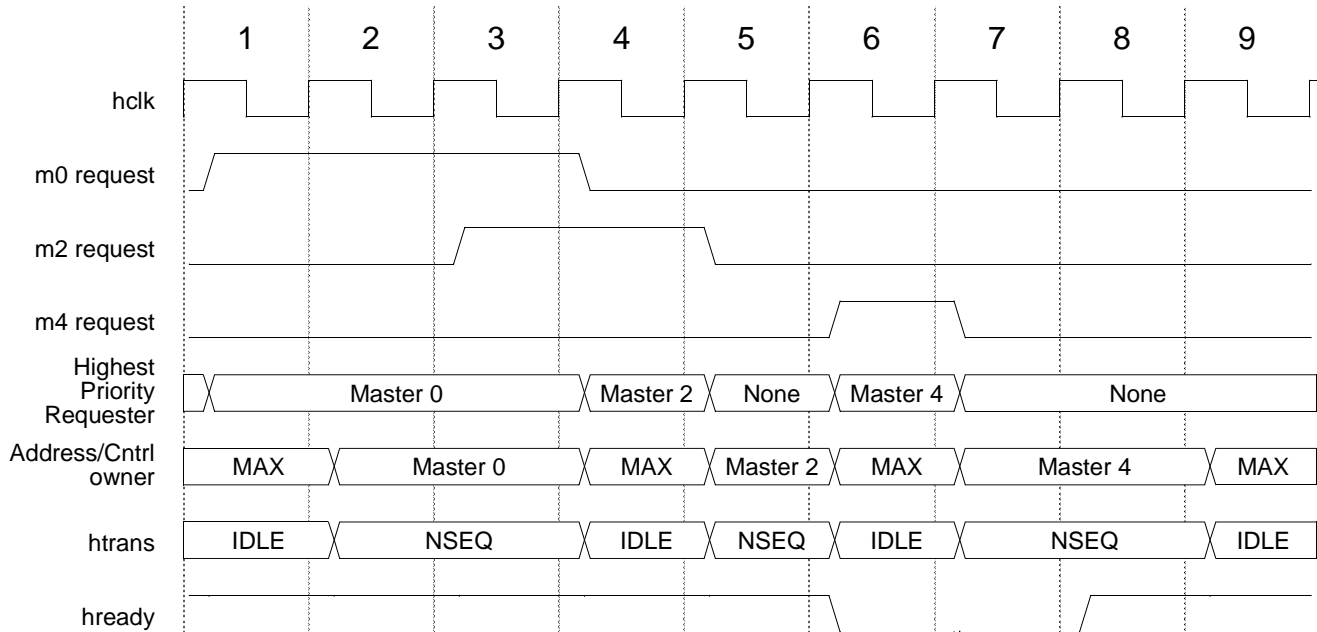 1 2 3 4 5 6 7 8 9
hclk
m0 request
m2 request
m4 request
Highest
Priority
Requester
Master 0 Master 2 None Master 4 None
Address/Cntrl
owner
MAX Master 0 MAX Master 2 MAX Master 4 MAX
htrans IDLE NSEQ IDLE NSEQ IDLE NSEQ IDLE
hready